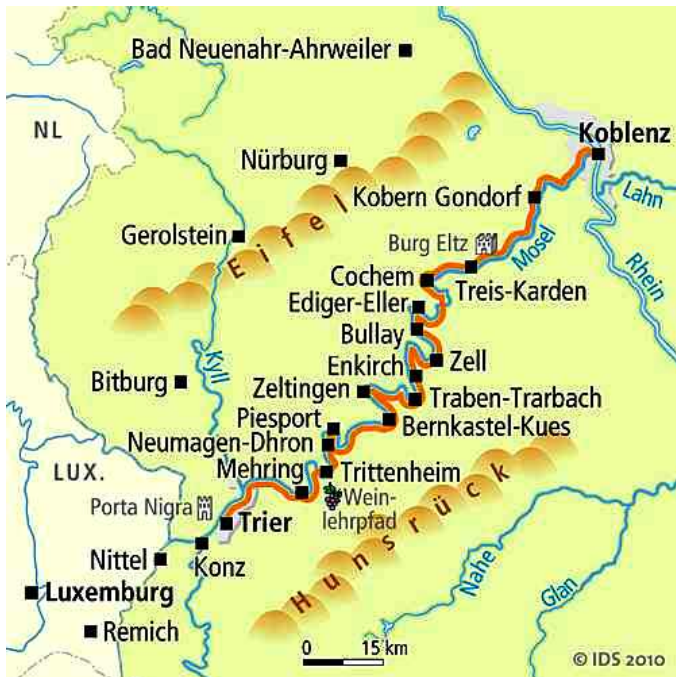 Bad Neuenahr-Ahrweiler
NL
Koblenz
Nürburg
Kobern Gondorf
Lahn
Gerolstein
Eifel
Burg Eltz
Mosel
Rhein
Cochem
Treis-Karden
Ediger-Eller
Bullay
Kyll
Enkirch
Zell
Bitburg
Zeltingen
Traben-Trarbach
Piesport
Bernkastel-Kues
Neumagen-Dhron
Mehring
Trittenheim
LUX.
Porta Nigra
Wein-
lehrpfad
Hunsrück
Trier
Nittel
Konz
Nahe
Glan
Luxemburg
Remich
0 15 km
© IDS 2010